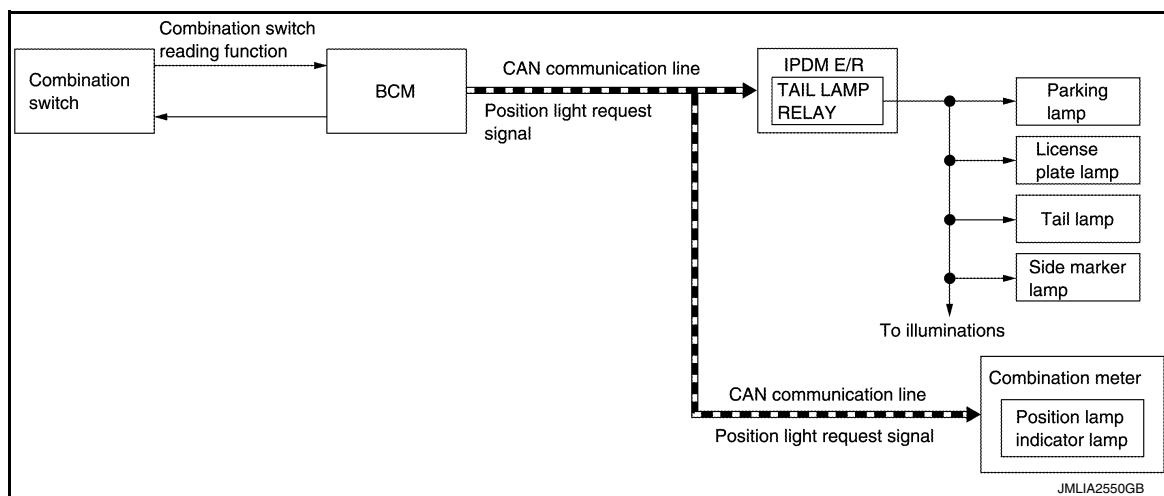 Combination switch
reading function
Combination
switch
BCM
CAN communication line
Position light request
signal
IPDM E/R
TAIL LAMP
RELAY
Parking
lamp
License
plate lamp
Tail lamp
Side marker
lamp
To illuminations
CAN communication line
Position light request signal
Combination meter
Position lamp
indicator lamp
JMLIA2550GB